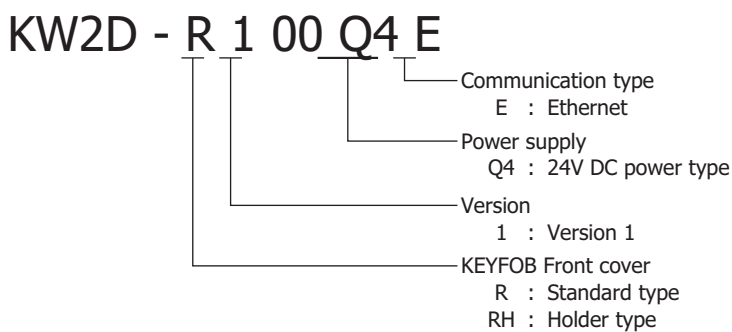 KW2D - R 1 00 Q4 E
Communication type
E : Ethernet
Power supply
Q4 : 24V DC power type
Version
1 : Version 1
KEYFOB Front cover
R : Standard type
RH : Holder type